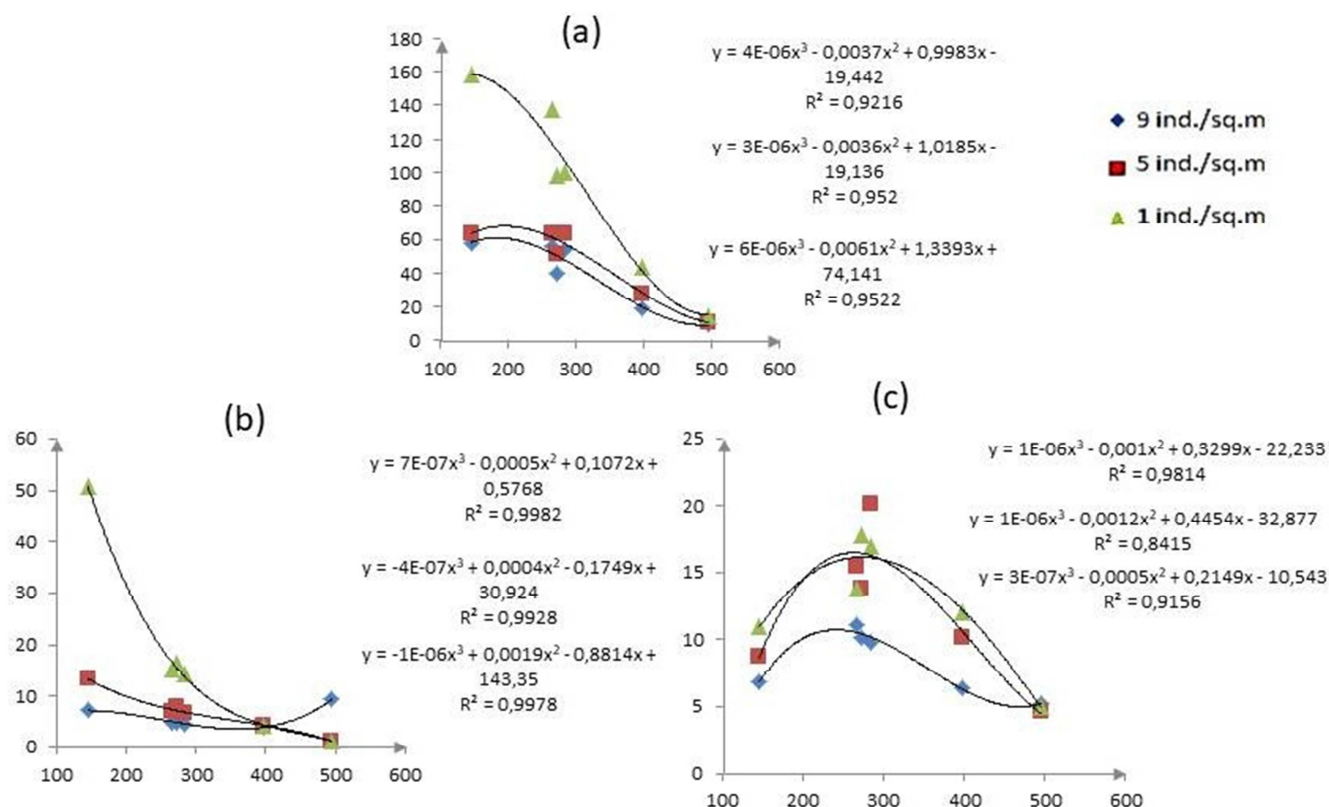 (a)
180
160
140
120
100
80
60
40
20
0
100 200 300 400 500 600
y = 4E-06x³ - 0,0037x² + 0,9983x -
19,442
R² = 0,9216
y = 3E-06x³ - 0,0036x² + 1,0185x -
19,136
R² = 0,952
y = 6E-06x³ - 0,0061x² + 1,3393x +
74,141
R² = 0,9522
9 ind./sq.m
5 ind./sq.m
1 ind./sq.m
(b)
60
50
40
30
20
10
0
100 200 300 400 500 600
y = 7E-07x³ - 0,0005x² + 0,1072x +
0,5768
R² = 0,9982
y = -4E-07x³ + 0,0004x² - 0,1749x +
30,924
R² = 0,9928
y = -1E-06x³ + 0,0019x² - 0,8814x +
143,35
R² = 0,9978
(c)
25
20
15
10
5
0
100 200 300 400 500 600
y = 1E-06x³ - 0,001x² + 0,3299x - 22,233
R² = 0,9814
y = 1E-06x³ - 0,0012x² + 0,4454x - 32,877
R² = 0,8415
y = 3E-07x³ - 0,0005x² + 0,2149x - 10,543
R² = 0,9156